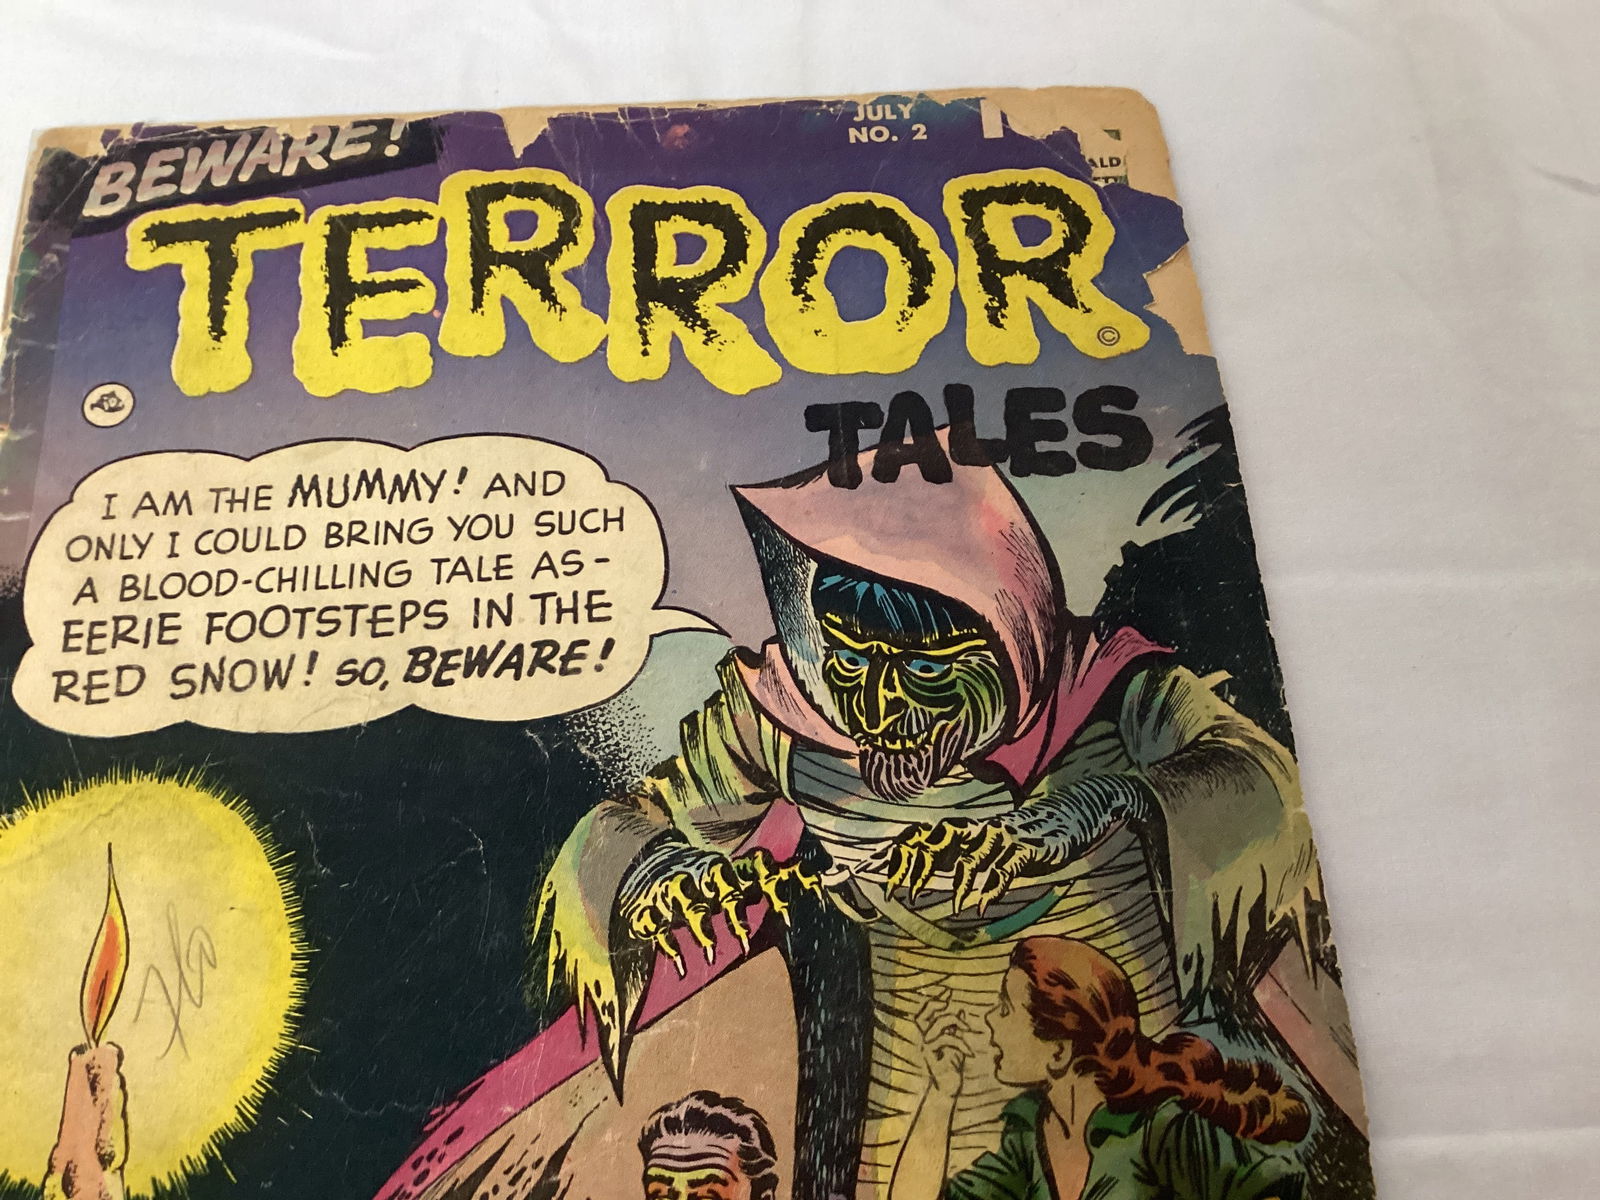 BEWARE!
JULY
NO. 2
TERROR
©
TALES
I AM THE MUMMY! AND
ONLY I COULD BRING YOU SUCH
A BLOOD-CHILLING TALE AS-
EERIE FOOTSTEPS IN THE
RED SNOW! SO, BEWARE!